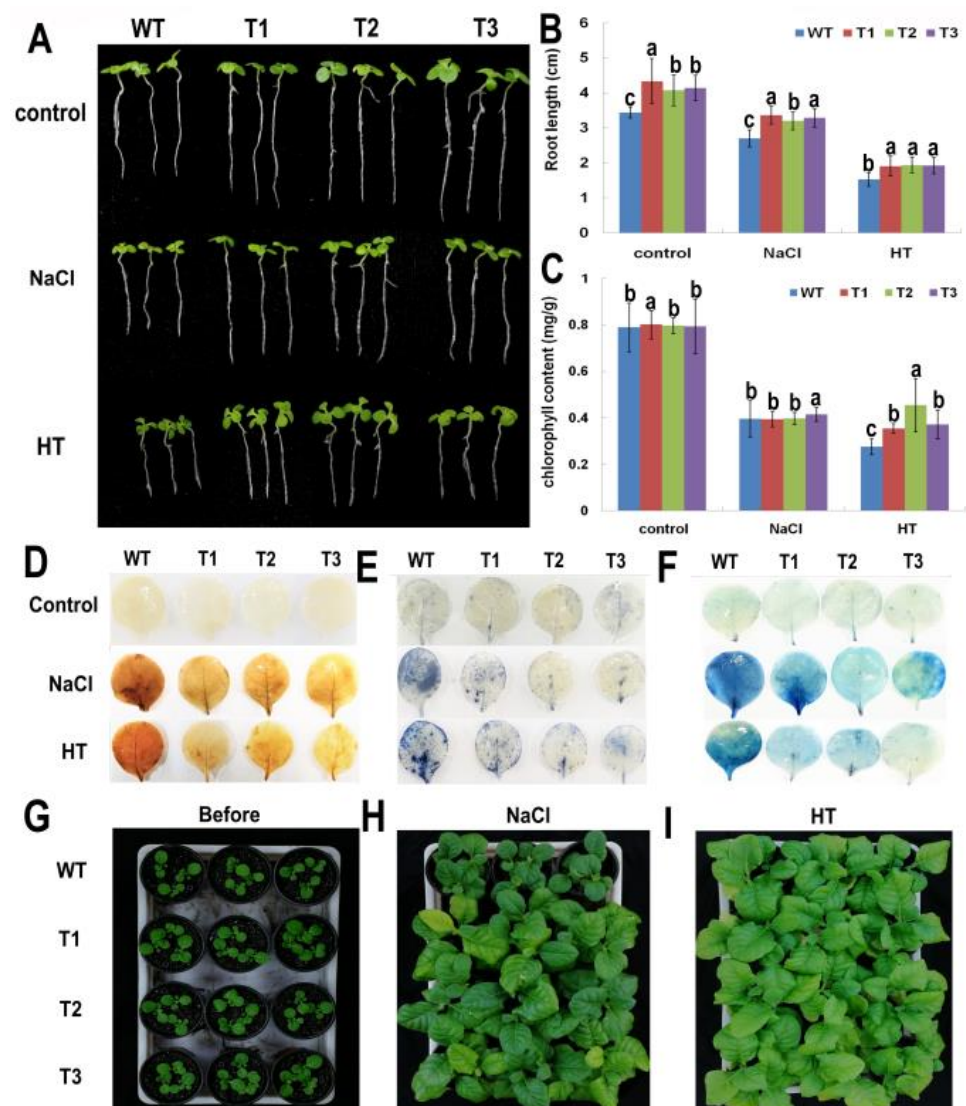 A
WT T1 T2 T3
control
NaCl
HT
B
Root length (cm)
WT T1 T2 T3
6
5
4
3
2
1
0
c a b b
c a b a
b a a a
control NaCl HT
C
chlorophyll content (mg/g)
WT T1 T2 T3
1
0.8
0.6
0.4
0.2
0
b a b b
b b b a
c b a b
control NaCl HT
D
WT T1 T2 T3
Control
NaCl
HT
E
WT T1 T2 T3
F
WT T1 T2 T3
G
Before
WT
T1
T2
T3
H
NaCl
I
HT